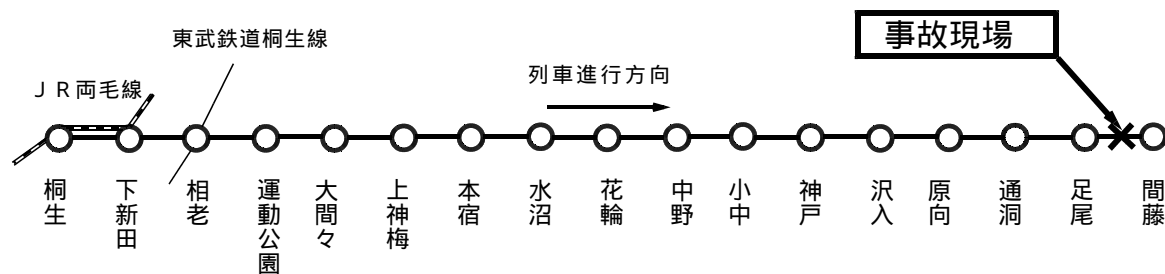 東武鉄道桐生線
事故現場
列車進行方向
ＪＲ両毛線
桐生
下新田
相老
運動公園
大間々
上神梅
本宿
水沼
花輪
中野
小中
神戸
沢入
原向
通洞
足尾
間藤